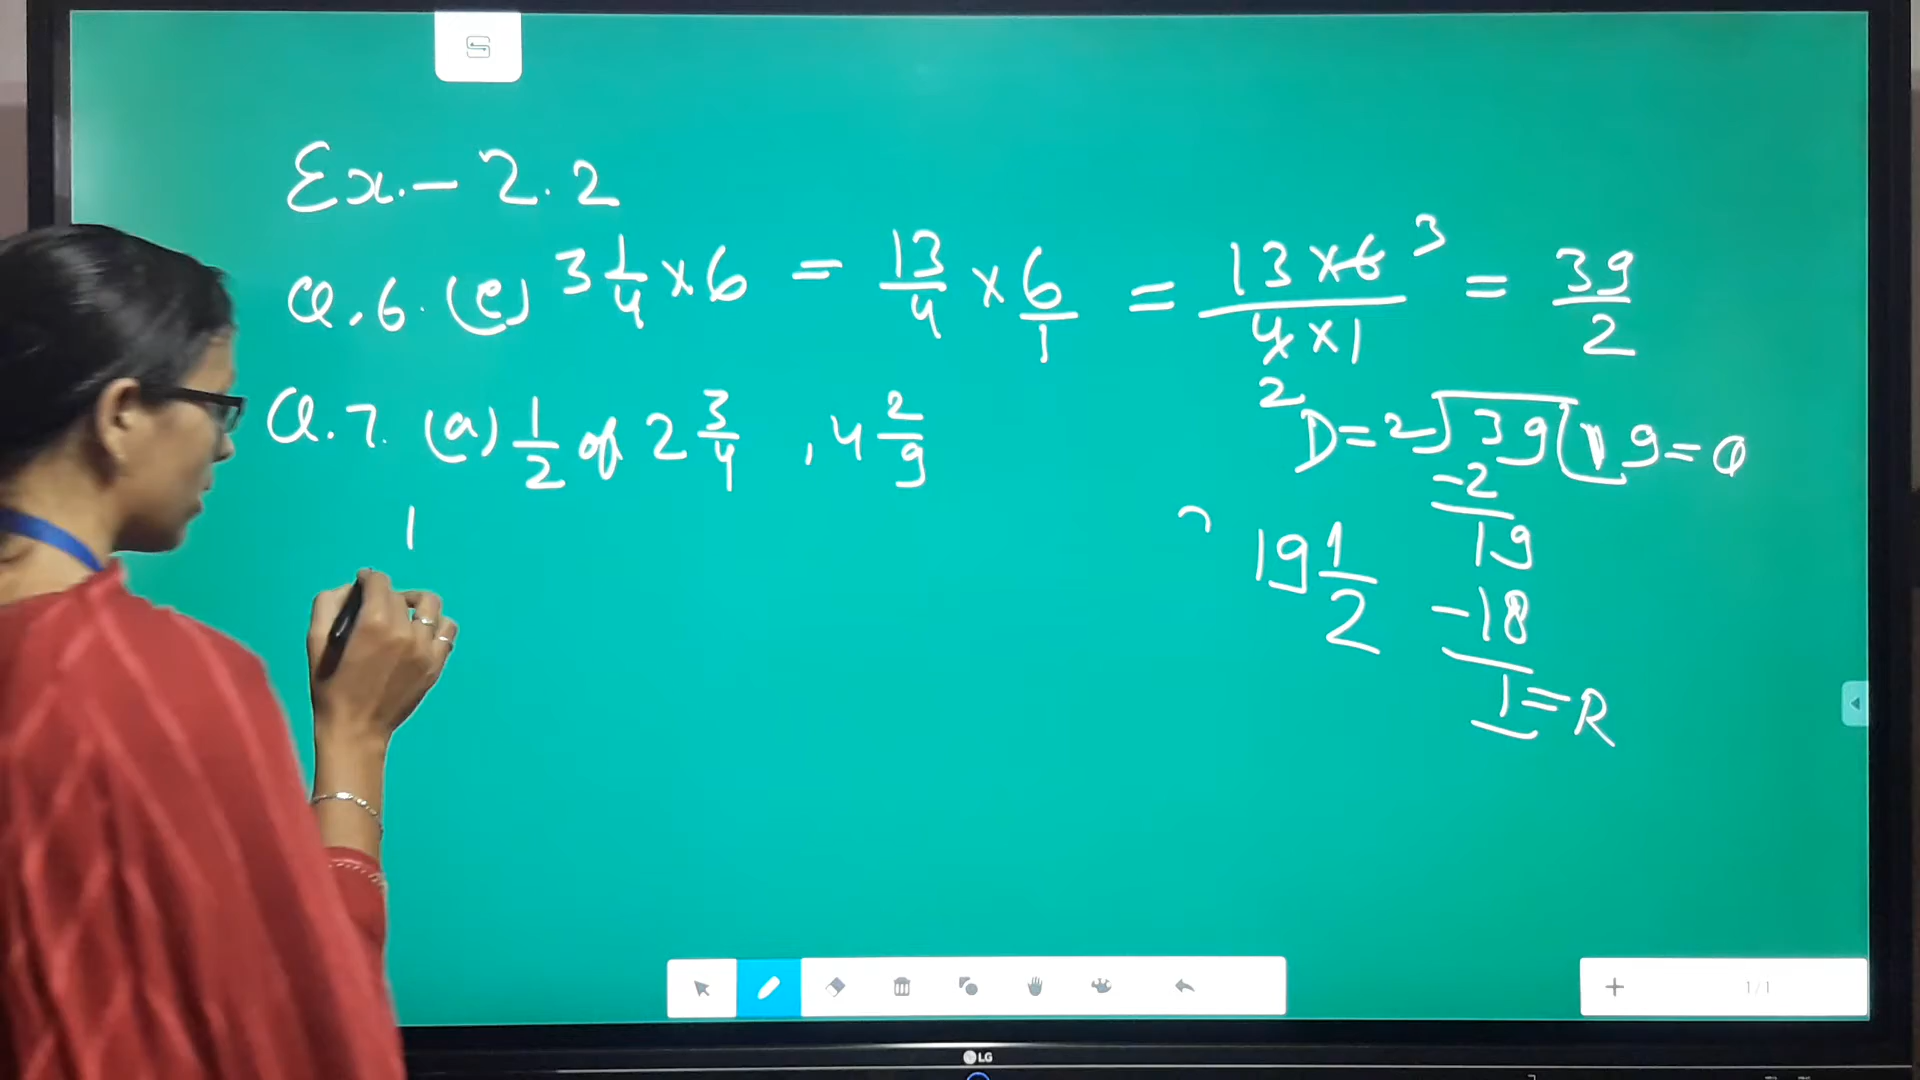 Ex.- 2.2
Q.6. (e) 3 1/4 × 6 = 13/4 × 6/1 = 13×6 3 / 4×1 2 = 39/2
Q.7. (a) 1/2 of 2 3/4 , 4 2/9
1
D=2) 39 ( 19 = Q
-2
19
-18
1=R
19 1/2
1/1
LG